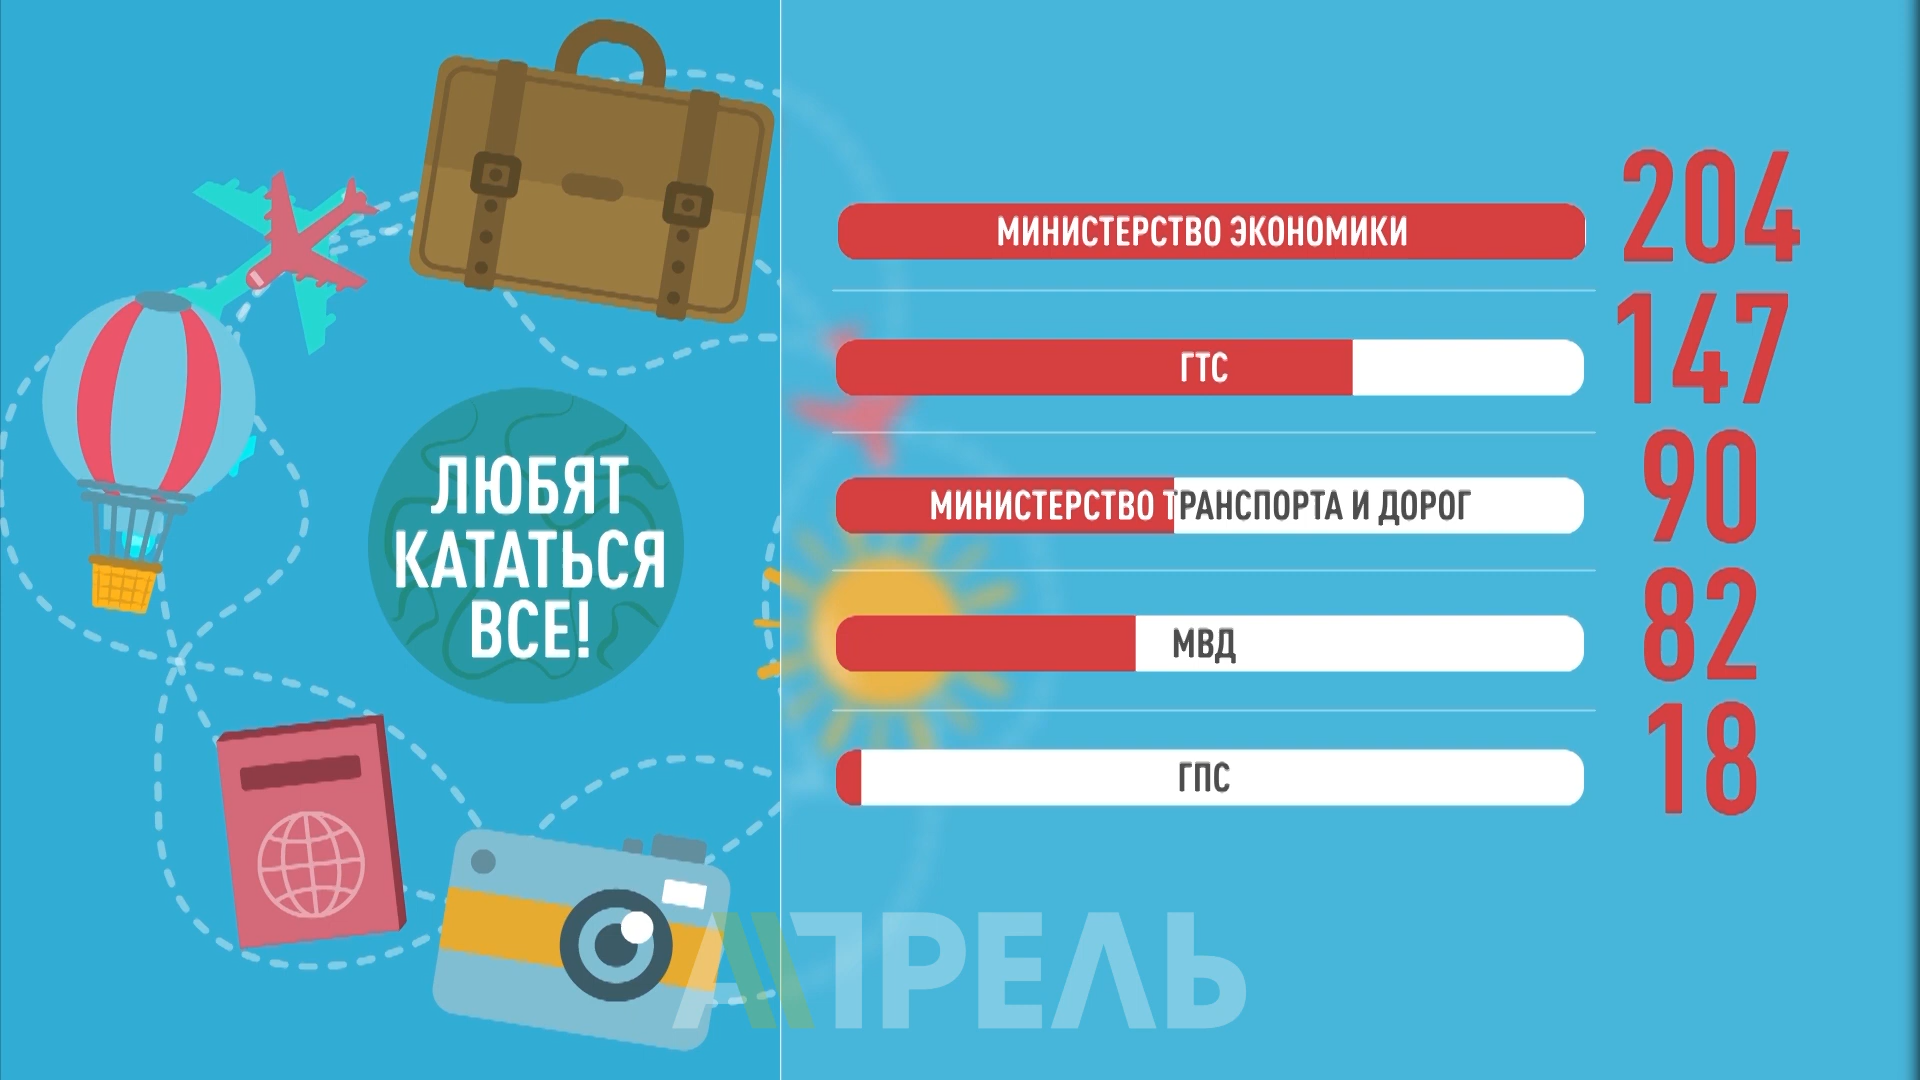 ЛЮБЯТ
КАТАТЬСЯ
ВСЕ!
МИНИСТЕРСТВО ЭКОНОМИКИ 204
ГТС 147
МИНИСТЕРСТВО ТРАНСПОРТА И ДОРОГ 90
МВД 82
ГПС 18
АПРЕЛЬ